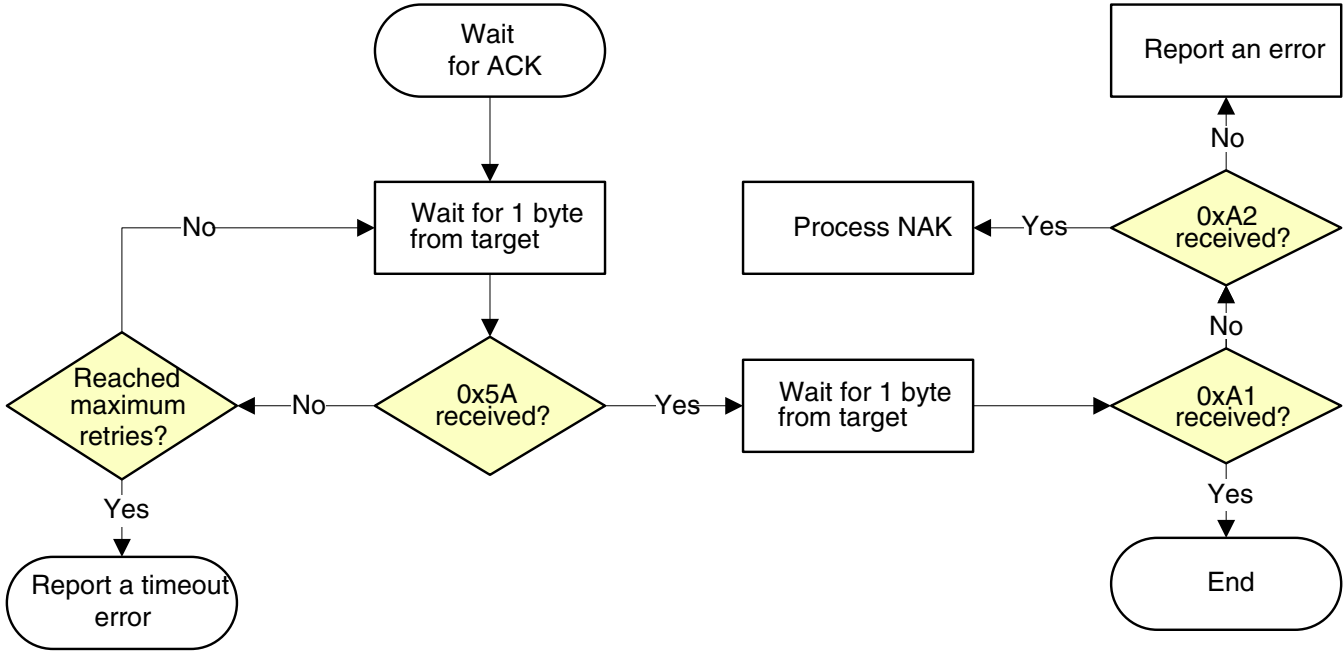 Wait
for ACK
Report an error
No
No
Wait for 1 byte
from target
Process NAK
Yes
0xA2
received?
No
Reached
maximum
retries?
No
0x5A
received?
Yes
Wait for 1 byte
from target
0xA1
received?
Yes
Yes
Report a timeout
error
End